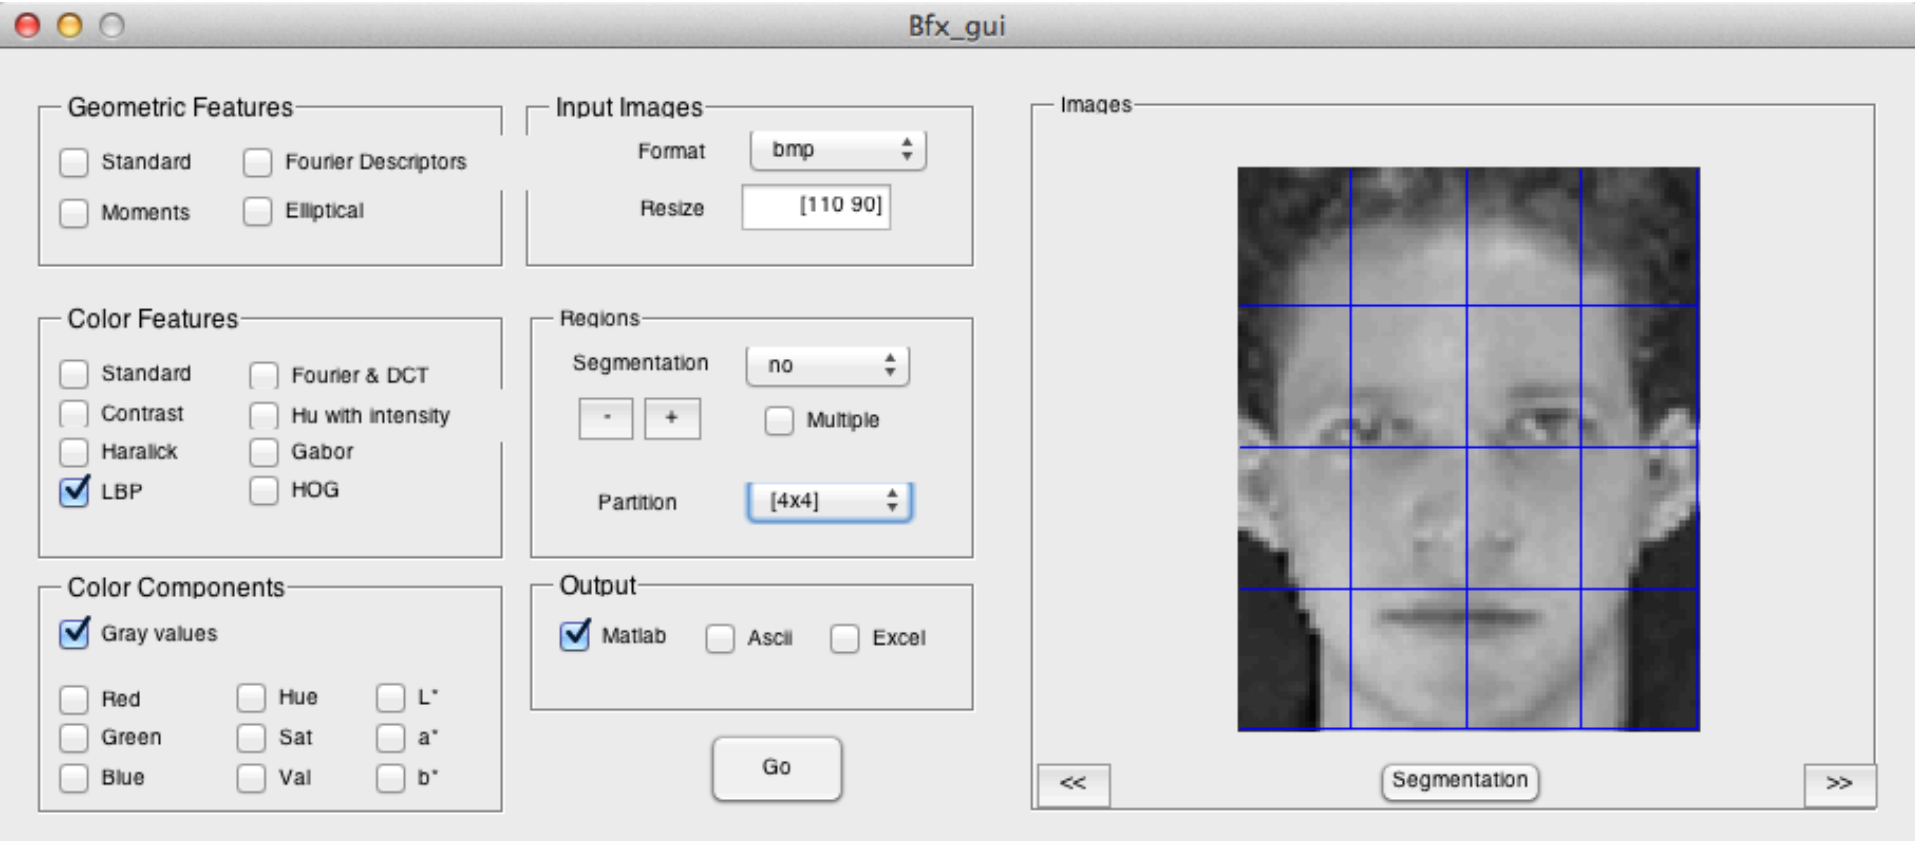 Bfx_gui
Geometric Features
Standard
Fourier Descriptors
Moments
Elliptical
Input Images
Format
bmp
Resize
[110 90]
Color Features
Standard
Fourier & DCT
Contrast
Hu with intensity
Haralick
Gabor
LBP
HOG
Regions
Segmentation
no
-
+
Multiple
Partition
[4x4]
Color Components
Gray values
Red
Hue
L*
Green
Sat
a*
Blue
Val
b*
Output
Matlab
Ascii
Excel
Go
Images
<<
Segmentation
>>